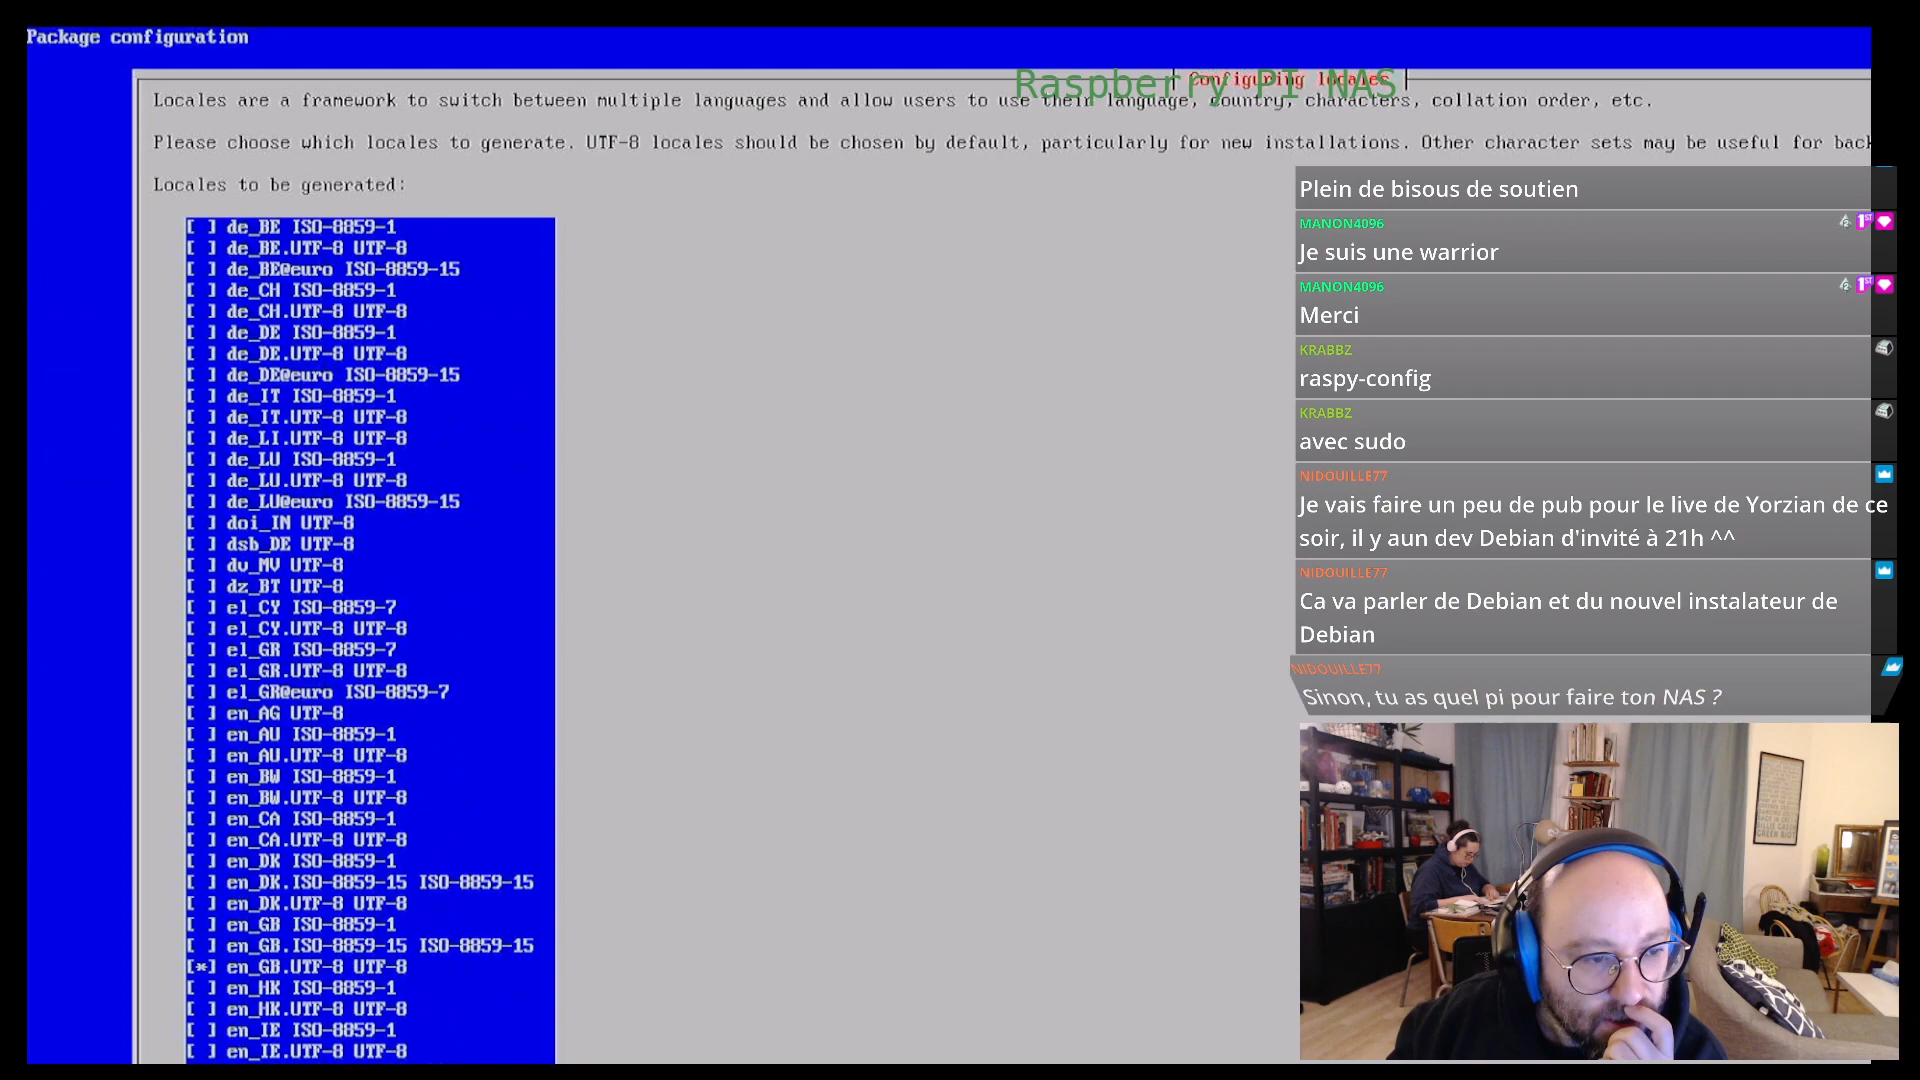 Package configuration
Configuring locales
Raspberry PI NAS
Locales are a framework to switch between multiple languages and allow users to use their language, country, characters, collation order, etc.
Please choose which locales to generate. UTF-8 locales should be chosen by default, particularly for new installations. Other character sets may be useful for back
Locales to be generated:
[ ] de_BE ISO-8859-1
[ ] de_BE.UTF-8 UTF-8
[ ] de_BE@euro ISO-8859-15
[ ] de_CH ISO-8859-1
[ ] de_CH.UTF-8 UTF-8
[ ] de_DE ISO-8859-1
[ ] de_DE.UTF-8 UTF-8
[ ] de_DE@euro ISO-8859-15
[ ] de_IT ISO-8859-1
[ ] de_IT.UTF-8 UTF-8
[ ] de_LI.UTF-8 UTF-8
[ ] de_LU ISO-8859-1
[ ] de_LU.UTF-8 UTF-8
[ ] de_LU@euro ISO-8859-15
[ ] doi_IN UTF-8
[ ] dsb_DE UTF-8
[ ] dv_MV UTF-8
[ ] dz_BT UTF-8
[ ] el_CY ISO-8859-7
[ ] el_CY.UTF-8 UTF-8
[ ] el_GR ISO-8859-7
[ ] el_GR.UTF-8 UTF-8
[ ] el_GR@euro ISO-8859-7
[ ] en_AG UTF-8
[ ] en_AU ISO-8859-1
[ ] en_AU.UTF-8 UTF-8
[ ] en_BW ISO-8859-1
[ ] en_BW.UTF-8 UTF-8
[ ] en_CA ISO-8859-1
[ ] en_CA.UTF-8 UTF-8
[ ] en_DK ISO-8859-1
[ ] en_DK.ISO-8859-15 ISO-8859-15
[ ] en_DK.UTF-8 UTF-8
[ ] en_GB ISO-8859-1
[ ] en_GB.ISO-8859-15 ISO-8859-15
[*] en_GB.UTF-8 UTF-8
[ ] en_HK ISO-8859-1
[ ] en_HK.UTF-8 UTF-8
[ ] en_IE ISO-8859-1
[ ] en_IE.UTF-8 UTF-8
Plein de bisous de soutien
MANON4096
Je suis une warrior
MANON4096
Merci
KRABBZ
raspy-config
KRABBZ
avec sudo
NIDOUILLE77
Je vais faire un peu de pub pour le live de Yorzian de ce
soir, il y aun dev Debian d'invité à 21h ^^
NIDOUILLE77
Ca va parler de Debian et du nouvel instalateur de
Debian
NIDOUILLE77
Sinon, tu as quel pi pour faire ton NAS ?